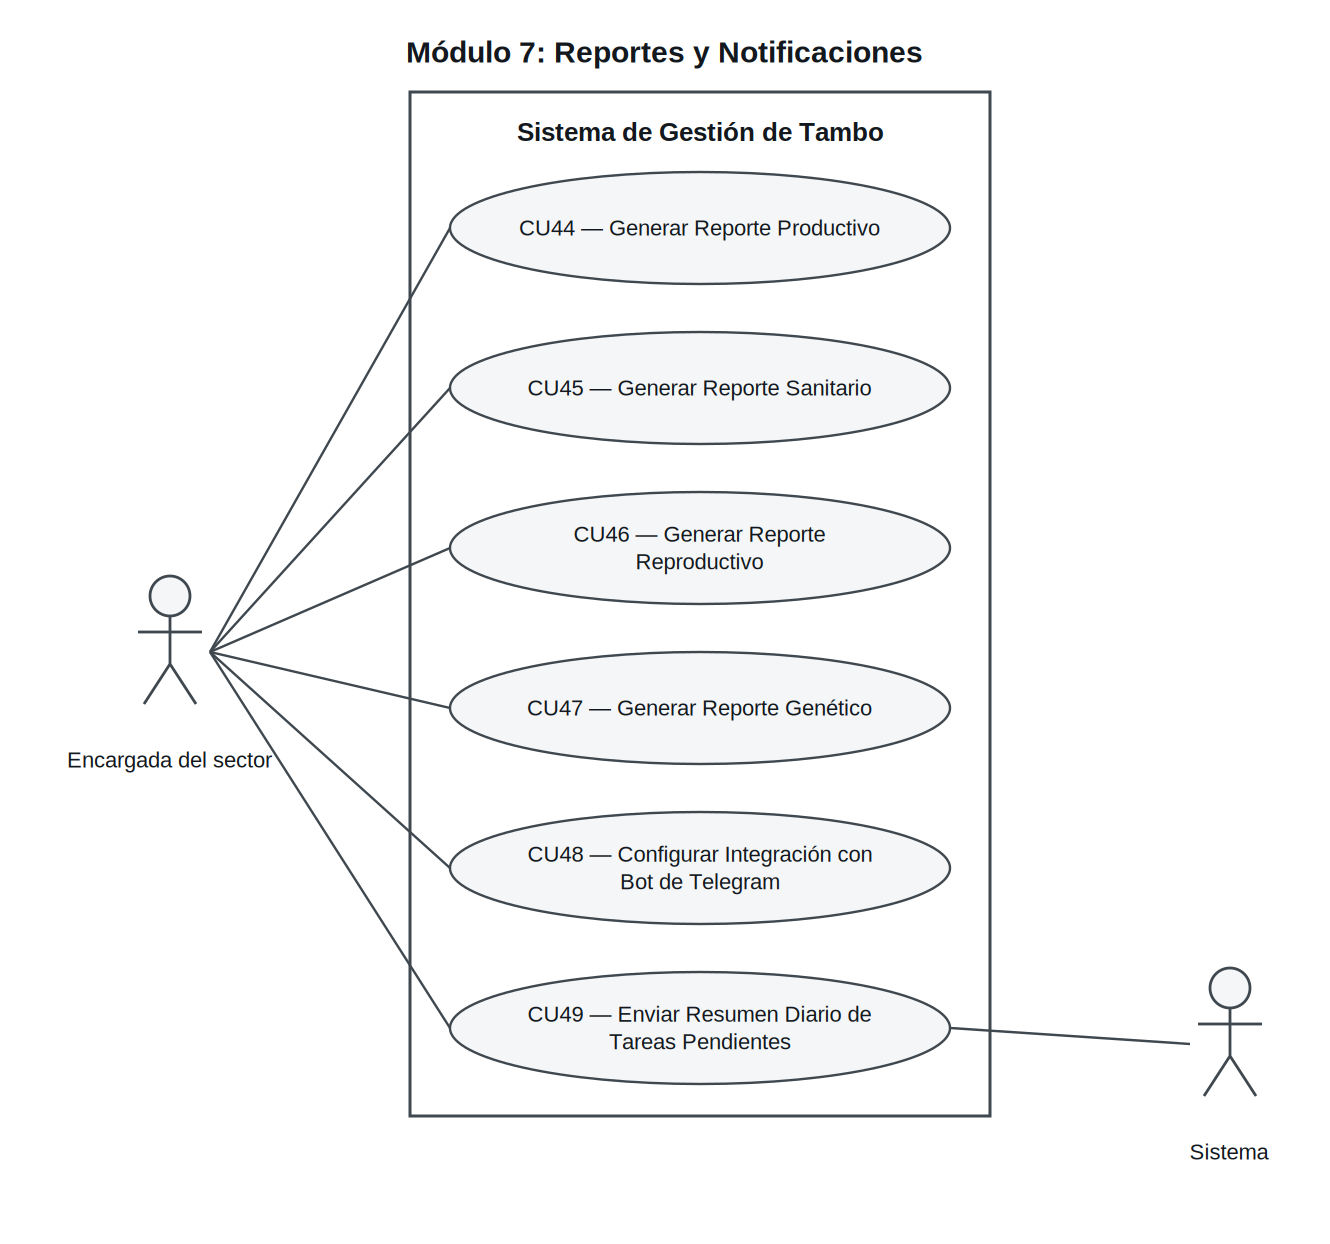 Módulo 7: Reportes y Notificaciones
Sistema de Gestión de Tambo
CU44 — Generar Reporte Productivo
CU45 — Generar Reporte Sanitario
CU46 — Generar Reporte
Reproductivo
CU47 — Generar Reporte Genético
Encargada del sector
CU48 — Configurar Integración con
Bot de Telegram
CU49 — Enviar Resumen Diario de
Tareas Pendientes
Sistema